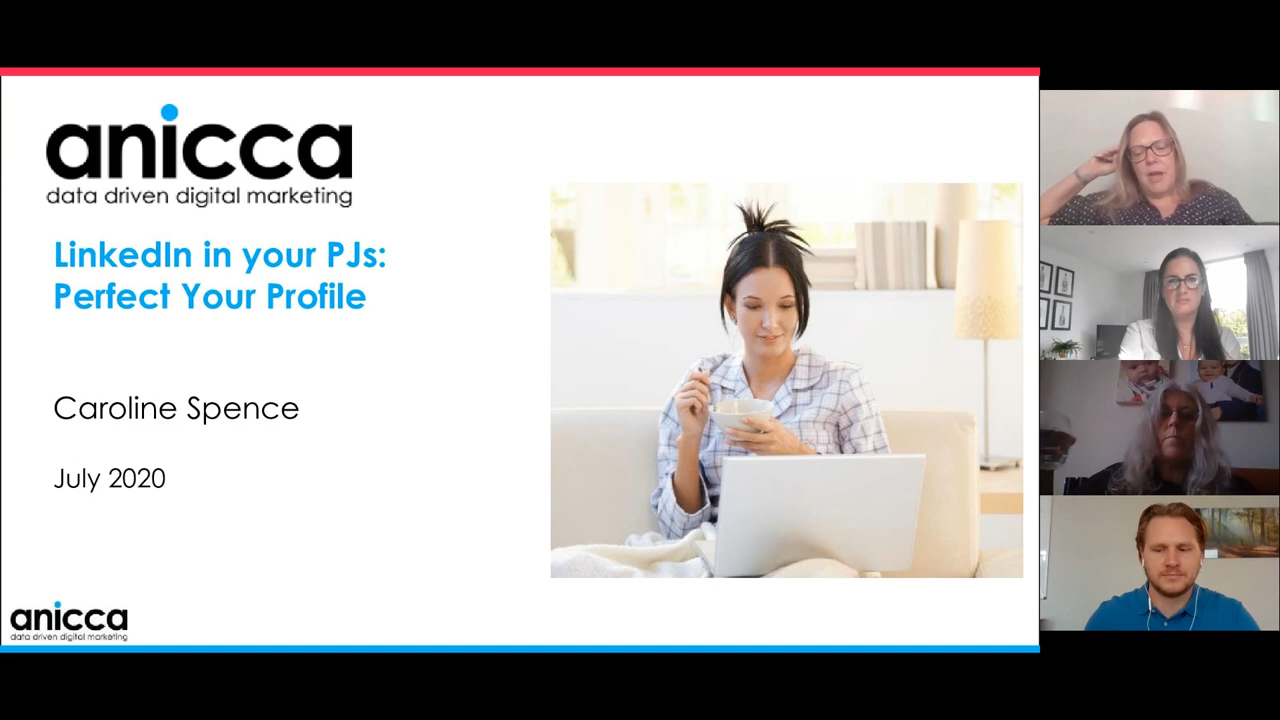 anicca
data driven digital marketing
LinkedIn in your PJs:
Perfect Your Profile
Caroline Spence
July 2020
anicca
data driven digital marketing